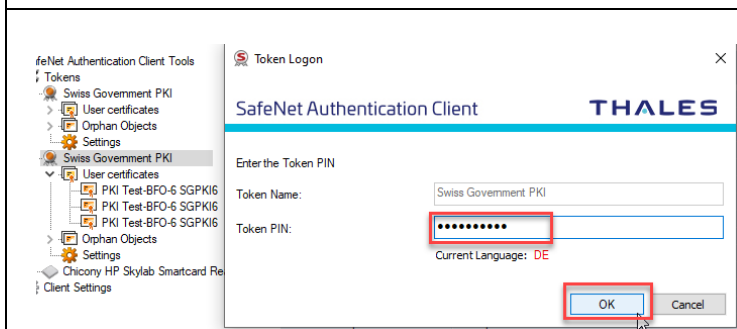 feNet Authentication Client Tools
Tokens
Swiss Government PKI
User certificates
Orphan Objects
Settings
Swiss Government PKI
User certificates
PKI Test-BFO-6 SGPKI6
PKI Test-BFO-6 SGPKI6
PKI Test-BFO-6 SGPKI6
Orphan Objects
Settings
Chicony HP Skylab Smartcard Re
Client Settings
Token Logon
SafeNet Authentication Client THALES
Enter the Token PIN
Token Name: Swiss Government PKI
Token PIN: ••••••••••
Current Language: DE
OK Cancel